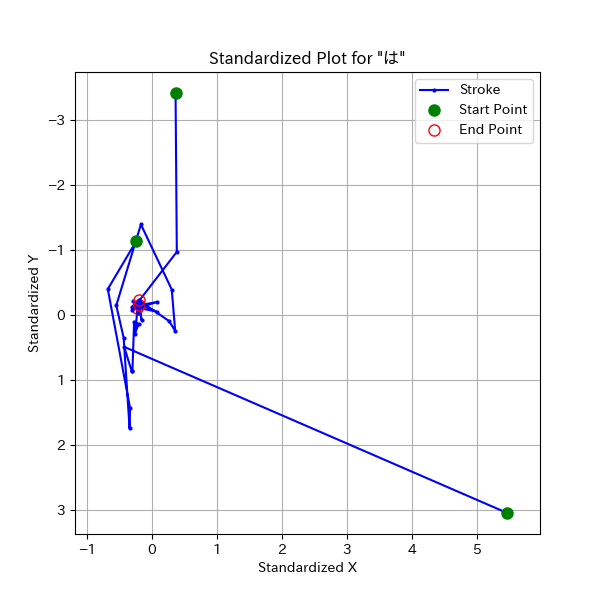 Standardized Plot for "は"
Stroke
Start Point
End Point
Standardized Y
−3
−2
−1
0
1
2
3
−1
0
1
2
3
4
5
Standardized X